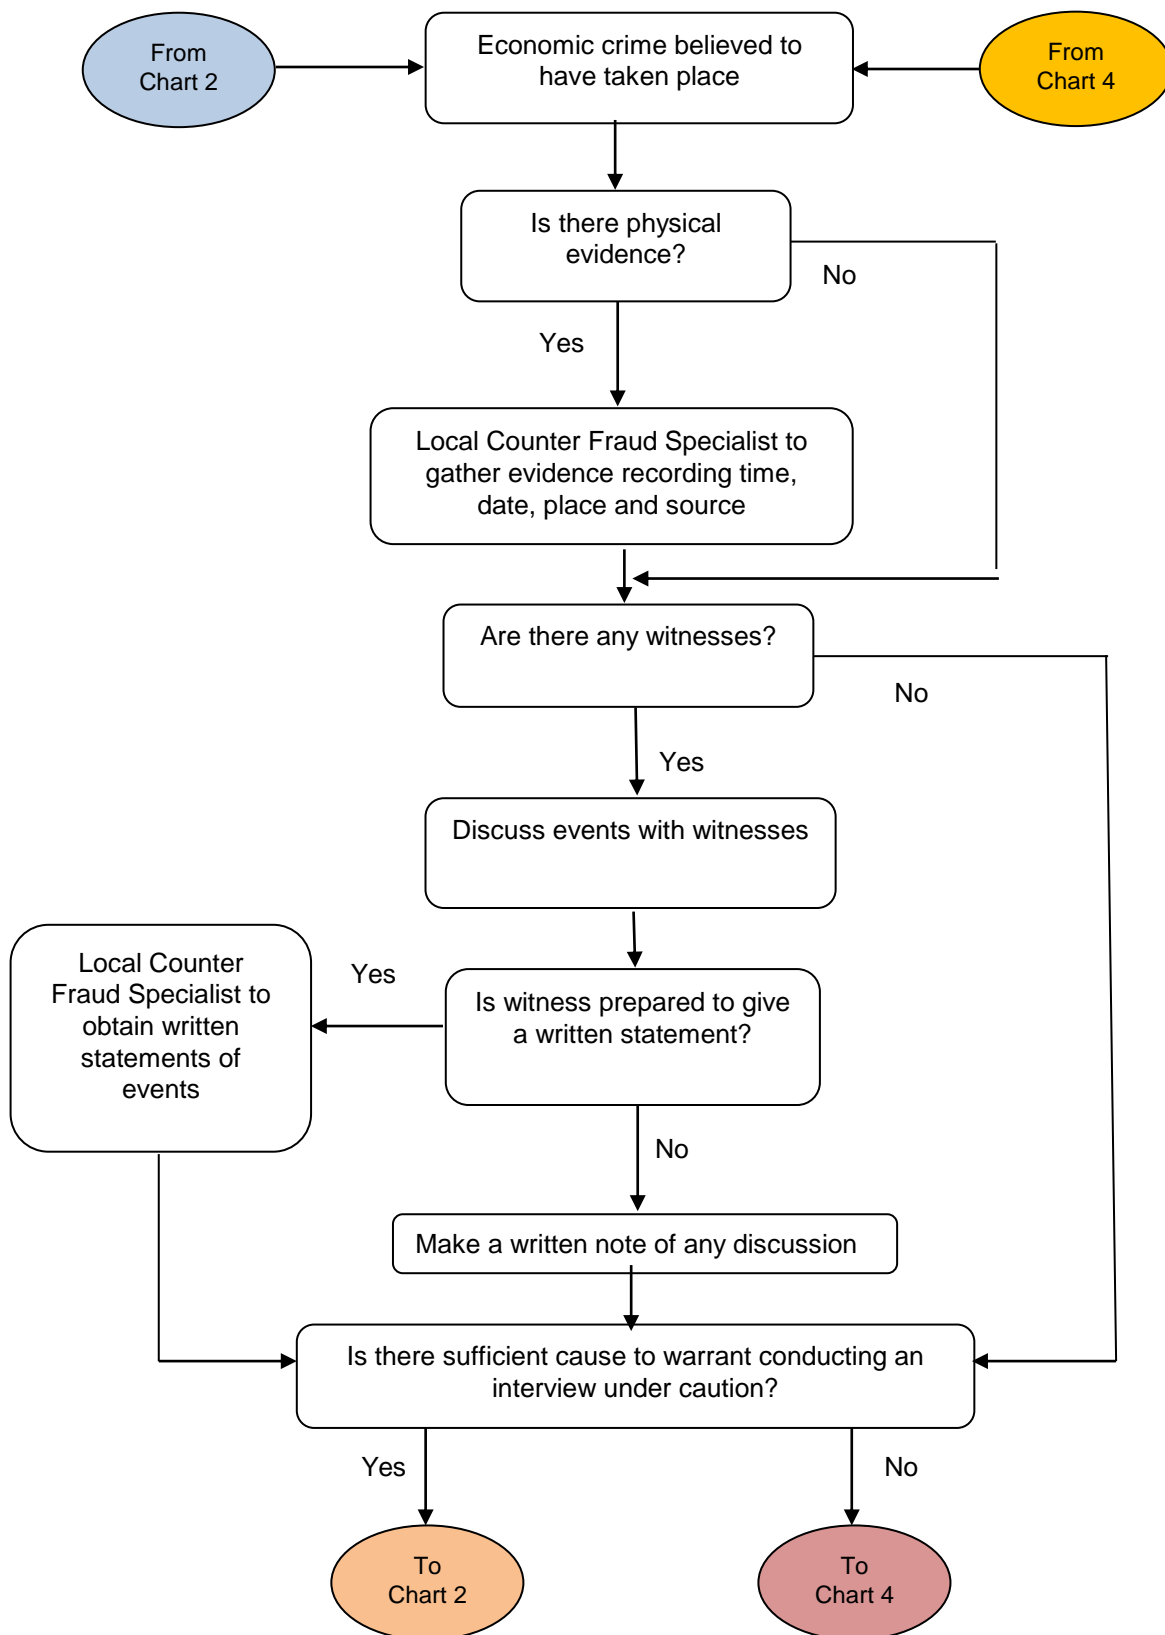 From
Chart 2
Economic crime believed to
have taken place
From
Chart 4
Is there physical
evidence?
No
Yes
Local Counter Fraud Specialist to
gather evidence recording time,
date, place and source
Are there any witnesses?
No
Yes
Discuss events with witnesses
Local Counter
Fraud Specialist to
obtain written
statements of
events
Yes
Is witness prepared to give
a written statement?
No
Make a written note of any discussion
Is there sufficient cause to warrant conducting an
interview under caution?
Yes
No
To
Chart 2
To
Chart 4